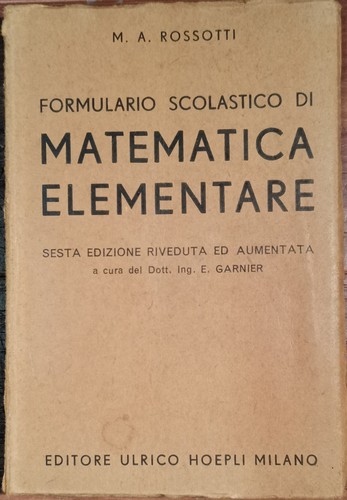 M. A. ROSSOTTI
FORMULARIO SCOLASTICO DI
MATEMATICA
ELEMENTARE
SESTA EDIZIONE RIVEDUTA ED AUMENTATA
a cura del Dott. Ing. E. GARNIER
EDITORE ULRICO HOEPLI MILANO